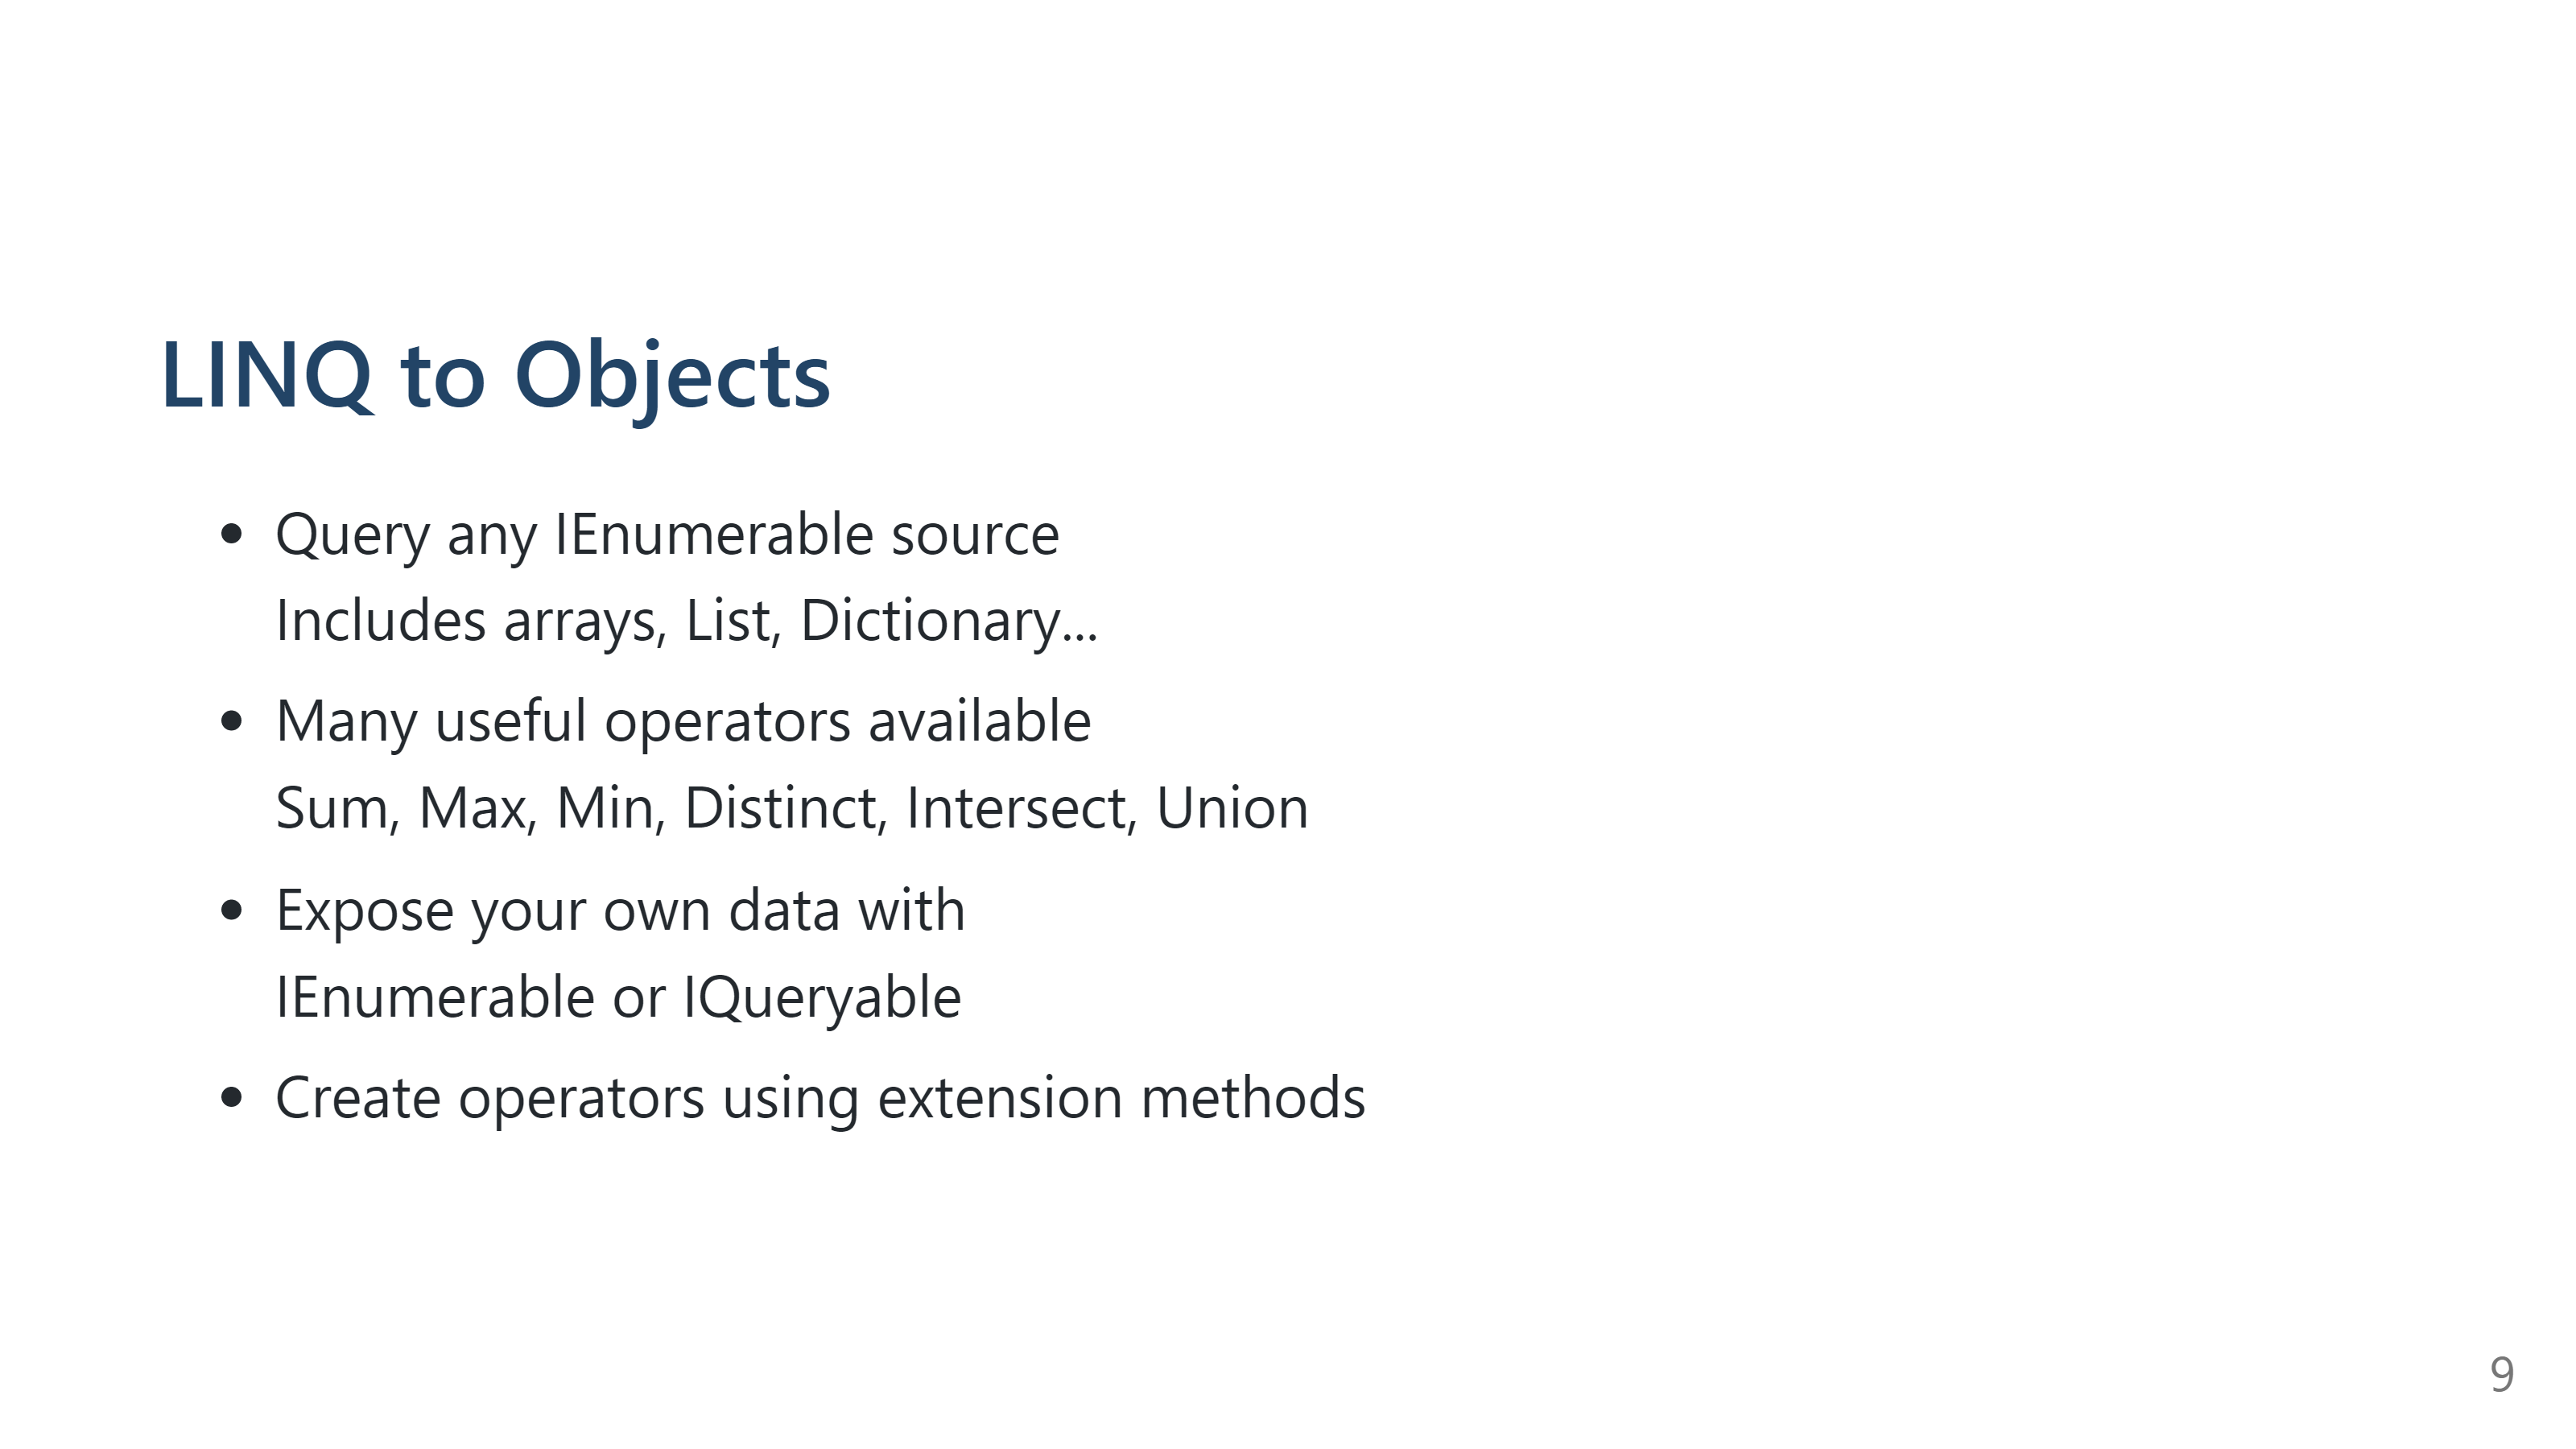 LINQ to Objects
• Query any IEnumerable source
Includes arrays, List, Dictionary...
• Many useful operators available
Sum, Max, Min, Distinct, Intersect, Union
• Expose your own data with
IEnumerable or IQueryable
• Create operators using extension methods
9